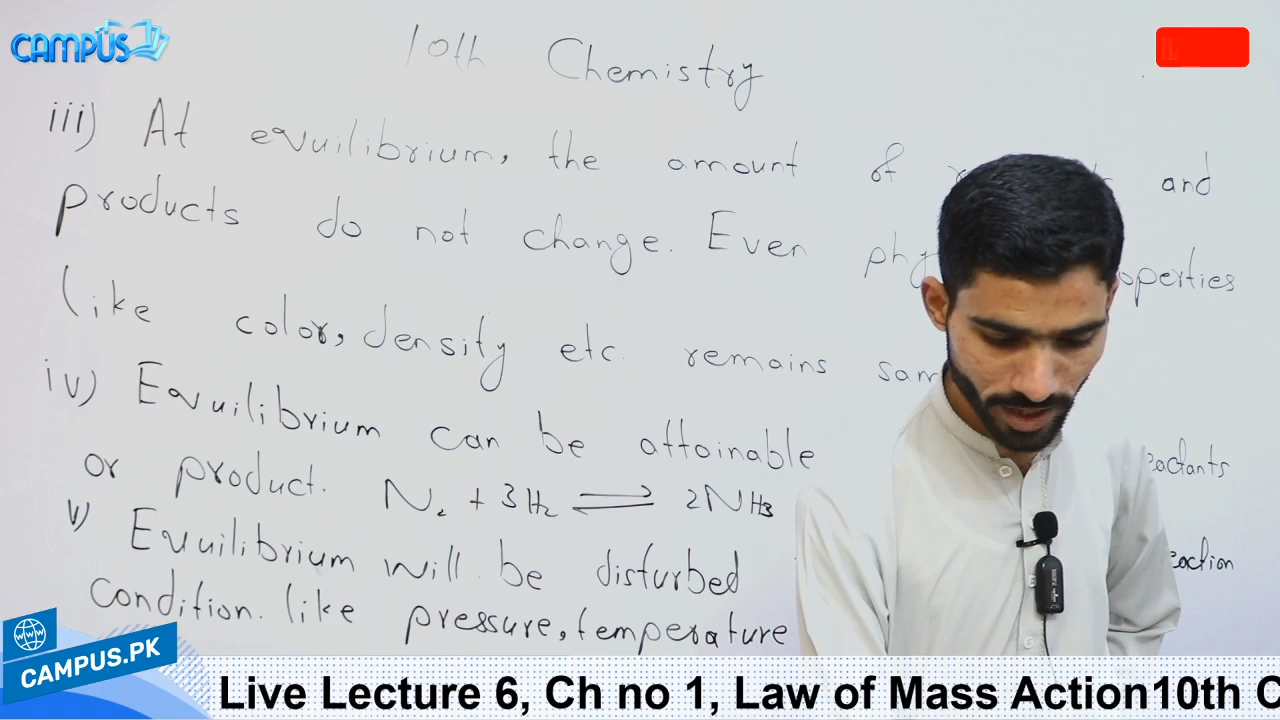 CAMPUS
10th Chemistry
iii) At equilibrium, the amount of and
products do not change. Even
like color, density etc. remains
iv) Equilibrium can be attainable
or product. N₂ + 3H₂ ⇌ 2NH₃
v) Equilibrium will be disturbed
condition. like pressure, temperature
WWW
CAMPUS.PK
Live Lecture 6, Ch no 1, Law of Mass Action10th C